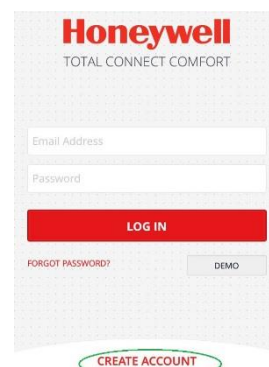 Honeywell
TOTAL CONNECT COMFORT
Email Address
Password
LOG IN
FORGOT PASSWORD?
DEMO
CREATE ACCOUNT